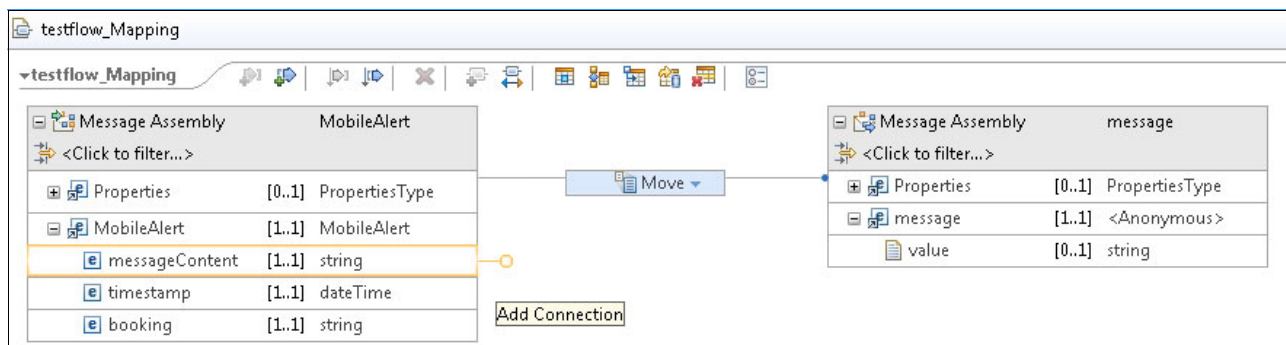 testflow_Mapping
testflow_Mapping
Message Assembly MobileAlert
<Click to filter...>
Properties [0..1] PropertiesType
MobileAlert [1..1] MobileAlert
e messageContent [1..1] string
e timestamp [1..1] dateTime
e booking [1..1] string
Move
Add Connection
Message Assembly message
<Click to filter...>
Properties [0..1] PropertiesType
message [1..1] <Anonymous>
value [0..1] string